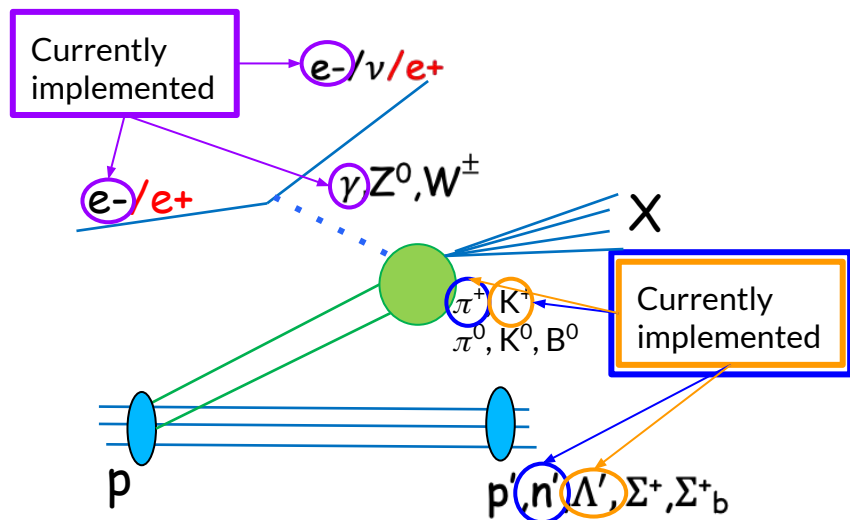 Currently
implemented
e-/ν/e+
e-/e+
γ,Z⁰,W±
X
π⁺, K⁺
π⁰, K⁰, B⁰
Currently
implemented
p
p′,n′,Λ′, Σ⁺,Σ⁺b